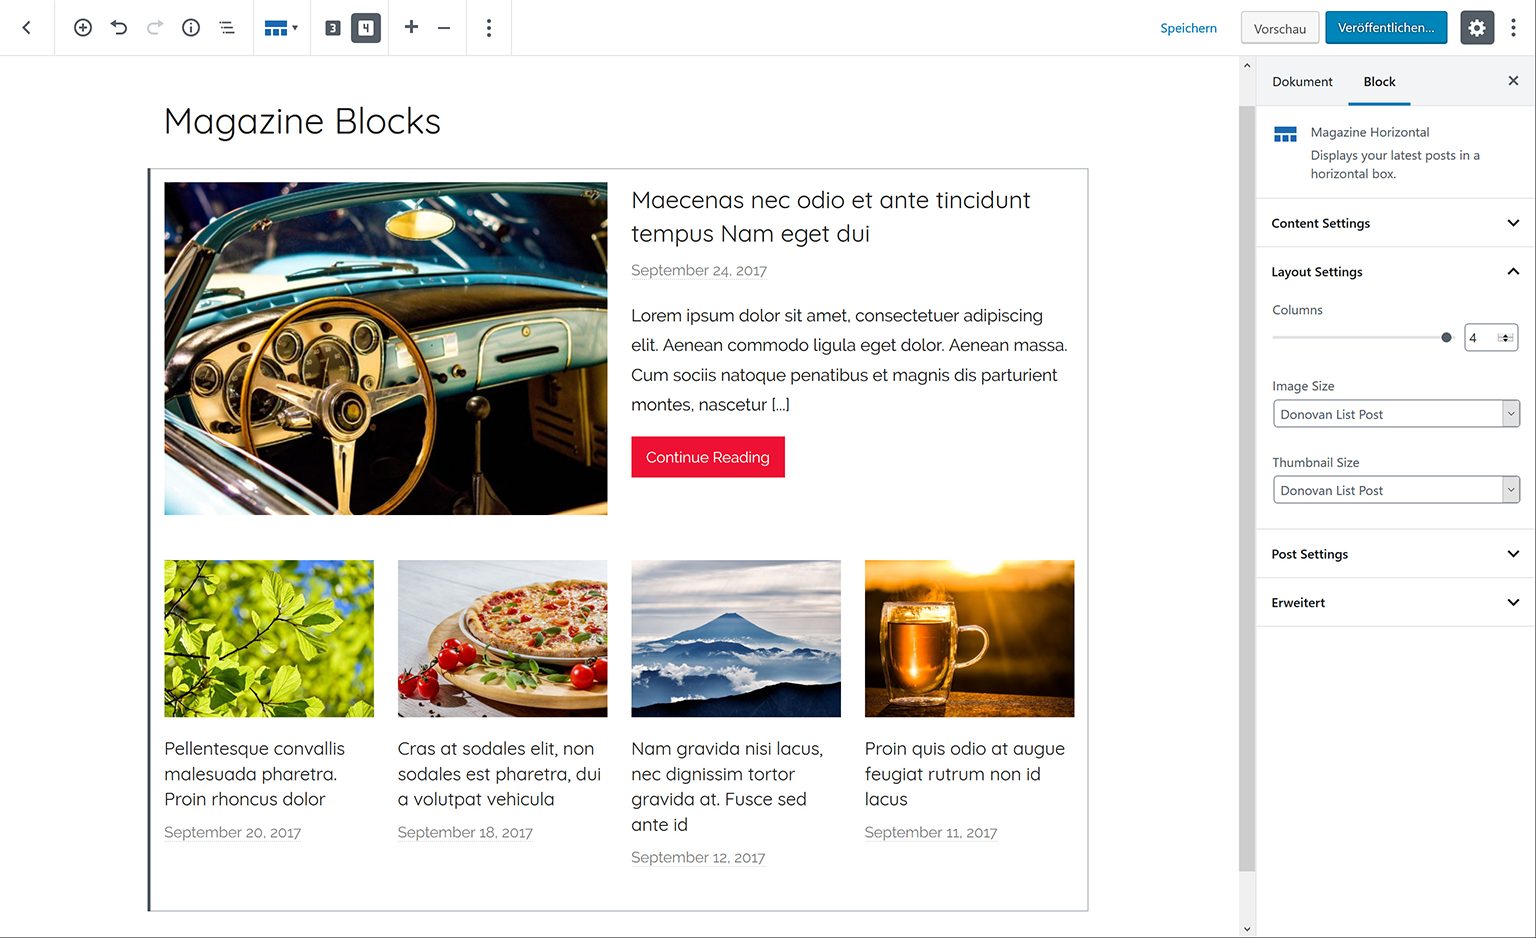 3
4
Speichern
Vorschau
Veröffentlichen...
Magazine Blocks
Maecenas nec odio et ante tincidunt
tempus Nam eget dui
September 24, 2017
Lorem ipsum dolor sit amet, consectetuer adipiscing
elit. Aenean commodo ligula eget dolor. Aenean massa.
Cum sociis natoque penatibus et magnis dis parturient
montes, nascetur [...]
Continue Reading
Pellentesque convallis
malesuada pharetra.
Proin rhoncus dolor
September 20, 2017
Cras at sodales elit, non
sodales est pharetra, dui
a volutpat vehicula
September 18, 2017
Nam gravida nisi lacus,
nec dignissim tortor
gravida at. Fusce sed
ante id
September 12, 2017
Proin quis odio at augue
feugiat rutrum non id
lacus
September 11, 2017
Dokument
Block
Magazine Horizontal
Displays your latest posts in a
horizontal box.
Content Settings
Layout Settings
Columns
4
Image Size
Donovan List Post
Thumbnail Size
Donovan List Post
Post Settings
Erweitert